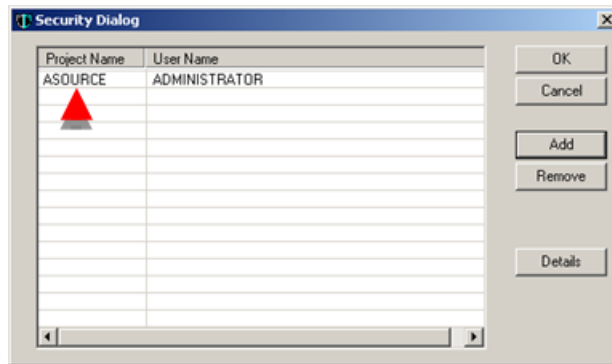 Security Dialog
Project Name User Name
ASOURCE ADMINISTRATOR
OK
Cancel
Add
Remove
Details